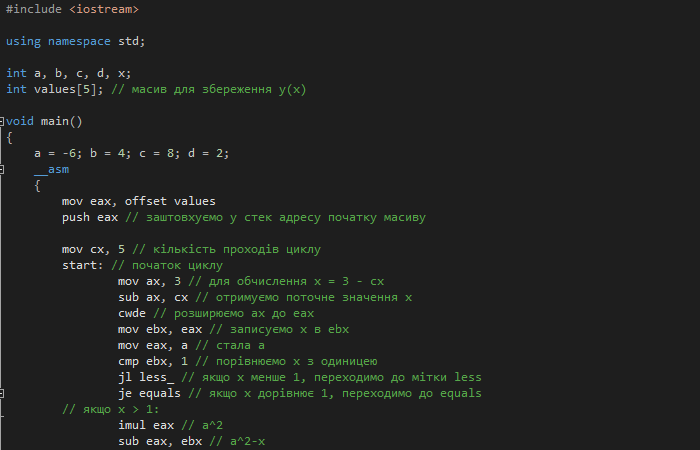 #include <iostream>
using namespace std;
int a, b, c, d, x;
int values[5]; // масив для збереження y(x)
void main()
{
a = -6; b = 4; c = 8; d = 2;
__asm
{
mov eax, offset values
push eax // заштовхуємо у стек адресу початку масиву
mov cx, 5 // кількість проходів циклу
start: // початок циклу
mov ax, 3 // для обчислення x = 3 - cx
sub ax, cx // отримуємо поточне значення x
cwde // розширюємо ax до eax
mov ebx, eax // записуємо x в ebx
mov eax, a // стала a
cmp ebx, 1 // порівнюємо x з одиницею
jl less_ // якщо x менше 1, переходимо до мітки less
je equals // якщо x дорівнює 1, переходимо до equals
// якщо x > 1:
imul eax // a^2
sub eax, ebx // a^2-x